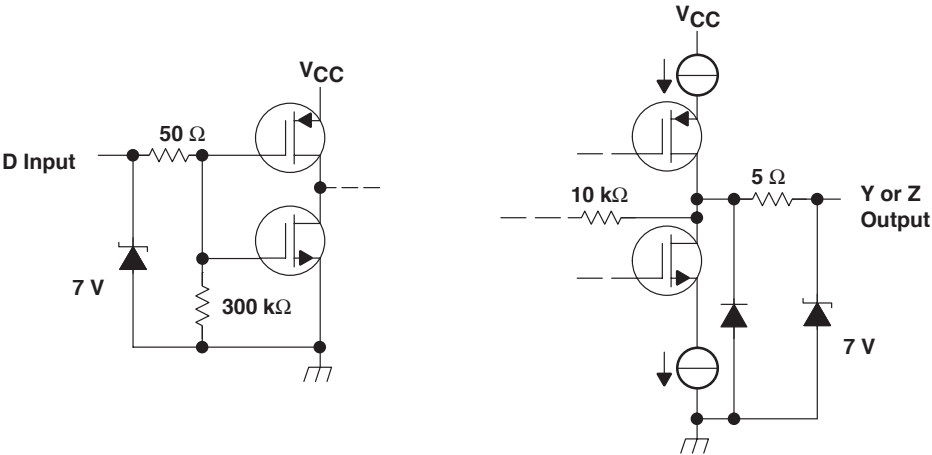 VCC
D Input
50 Ω
7 V
300 kΩ
VCC
10 kΩ
5 Ω
Y or Z
Output
7 V